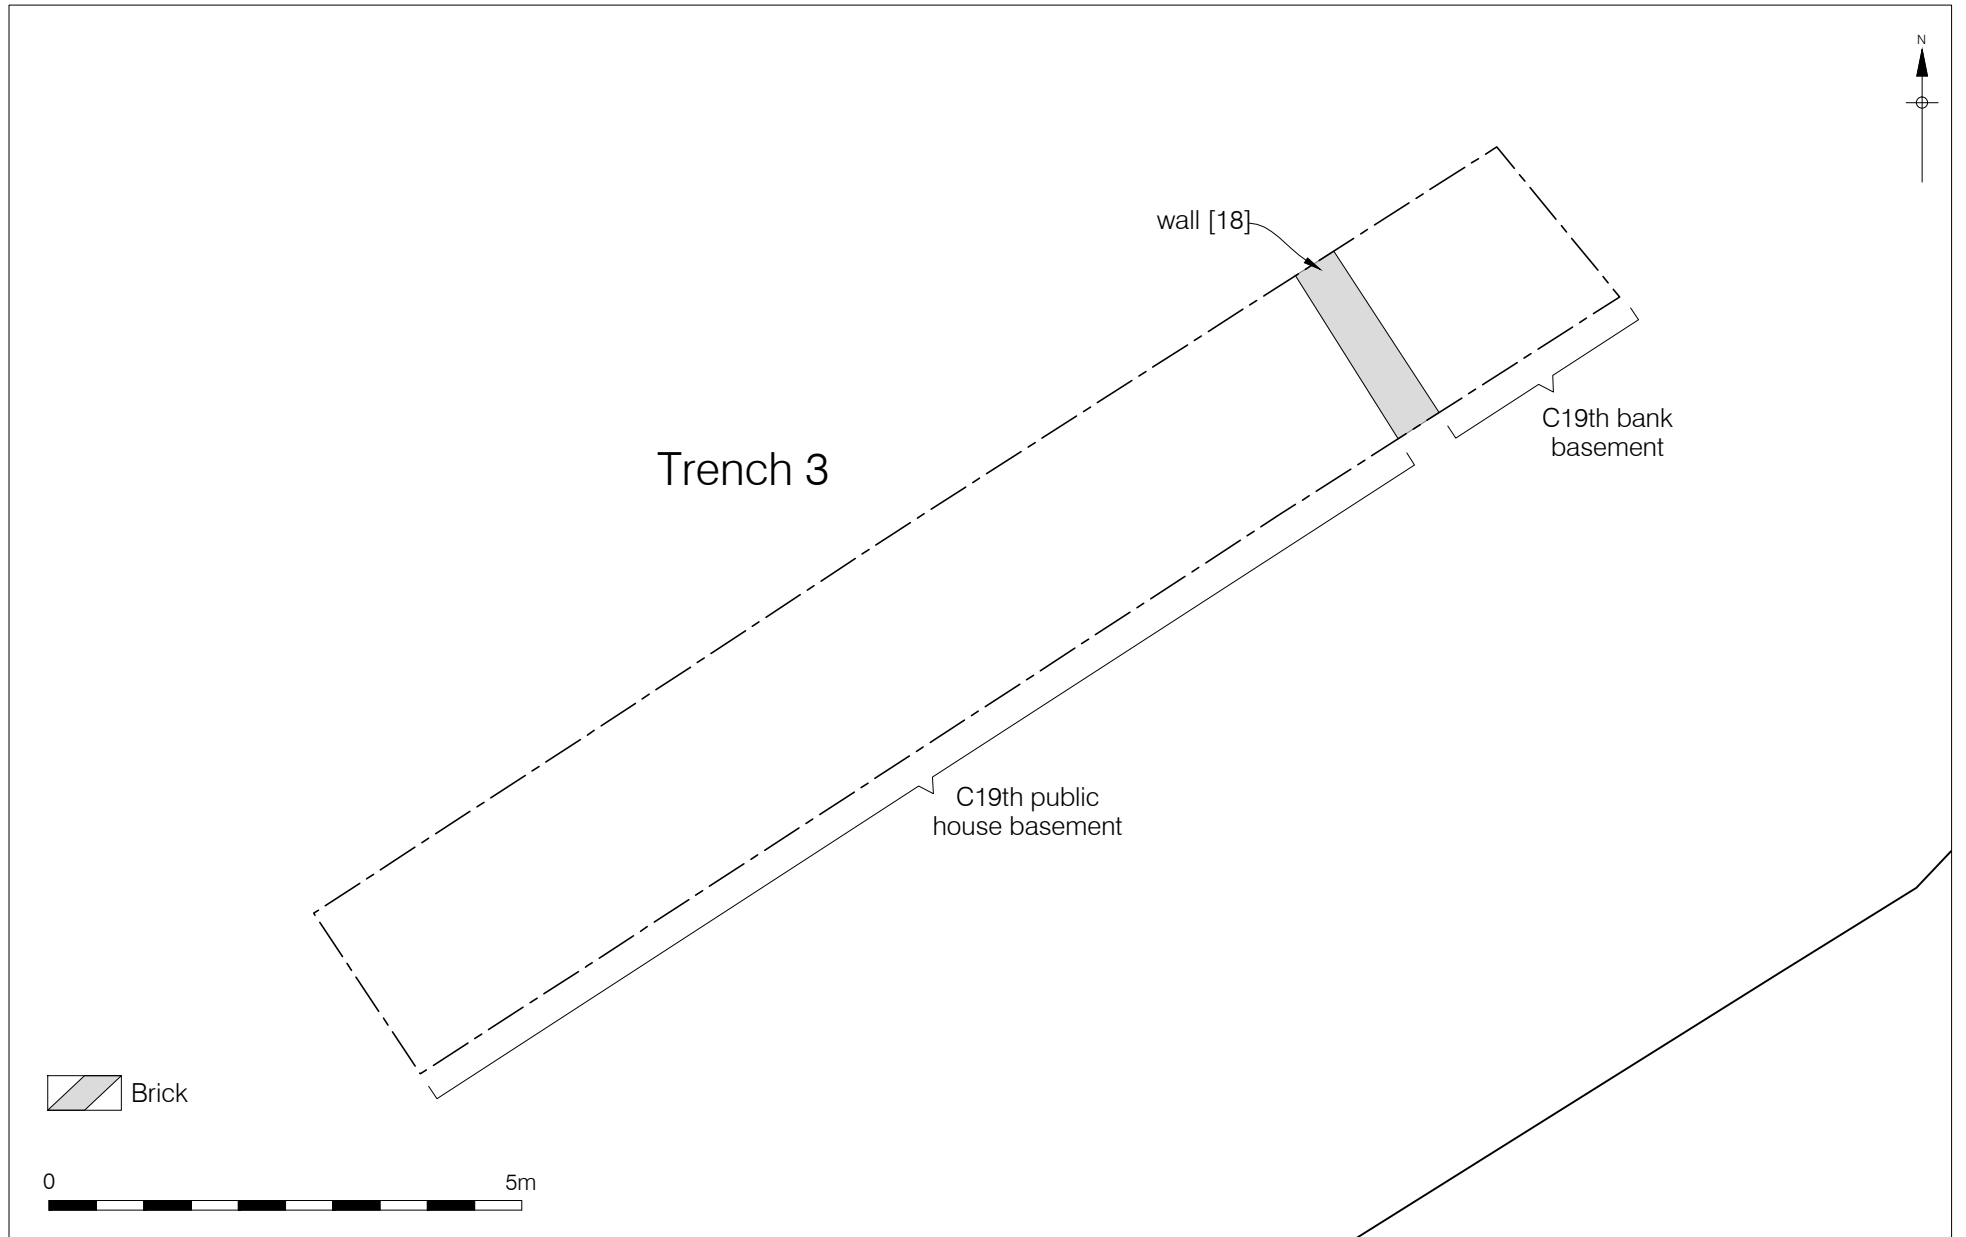 N
wall [18]
Trench 3
C19th bank
basement
C19th public
house basement
Brick
0 5m